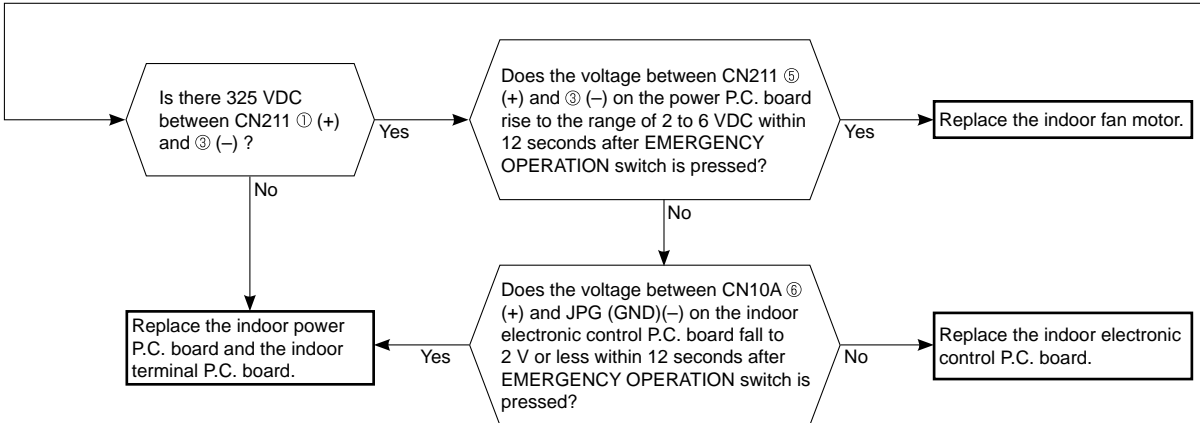 Is there 325 VDC
between CN211 ① (+)
and ③ (–) ?
Yes
No
Does the voltage between CN211 ⑤
(+) and ③ (–) on the power P.C. board
rise to the range of 2 to 6 VDC within
12 seconds after EMERGENCY
OPERATION switch is pressed?
Yes
No
Replace the indoor fan motor.
Replace the indoor power
P.C. board and the indoor
terminal P.C. board.
Yes
Does the voltage between CN10A ⑥
(+) and JPG (GND)(–) on the indoor
electronic control P.C. board fall to
2 V or less within 12 seconds after
EMERGENCY OPERATION switch is
pressed?
No
Replace the indoor electronic
control P.C. board.